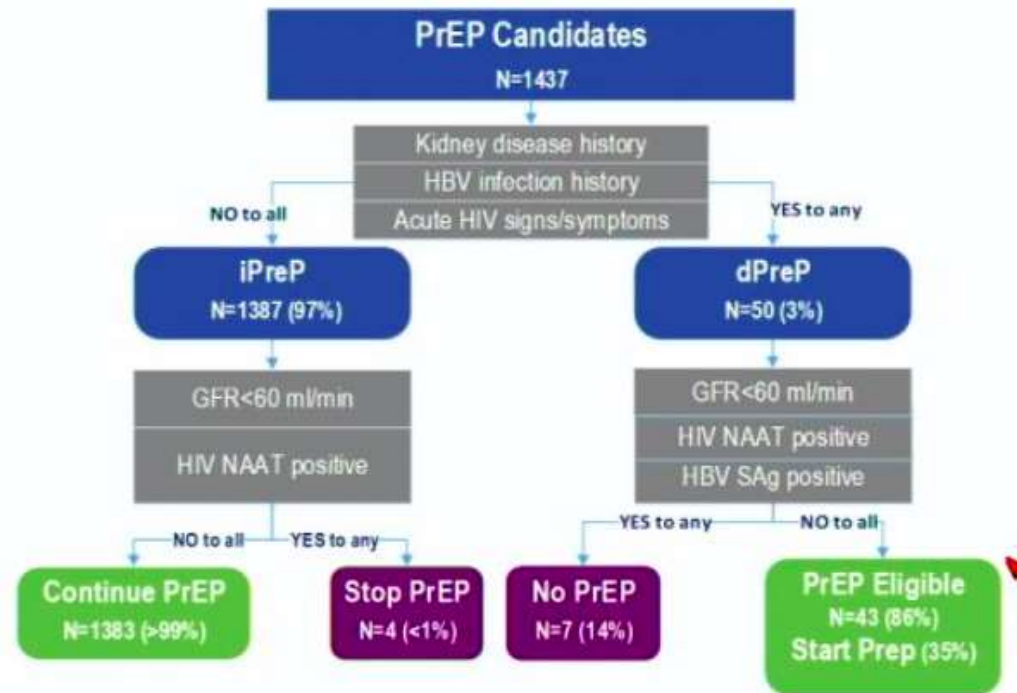 PrEP Candidates
N=1437
Kidney disease history
HBV infection history
Acute HIV signs/symptoms
NO to all
YES to any
iPreP
N=1387 (97%)
dPreP
N=50 (3%)
GFR<60 ml/min
HIV NAAT positive
GFR<60 ml/min
HIV NAAT positive
HBV SAg positive
NO to all
YES to any
YES to any
NO to all
Continue PrEP
N=1383 (>99%)
Stop PrEP
N=4 (<1%)
No PrEP
N=7 (14%)
PrEP Eligible
N=43 (86%)
Start Prep (35%)